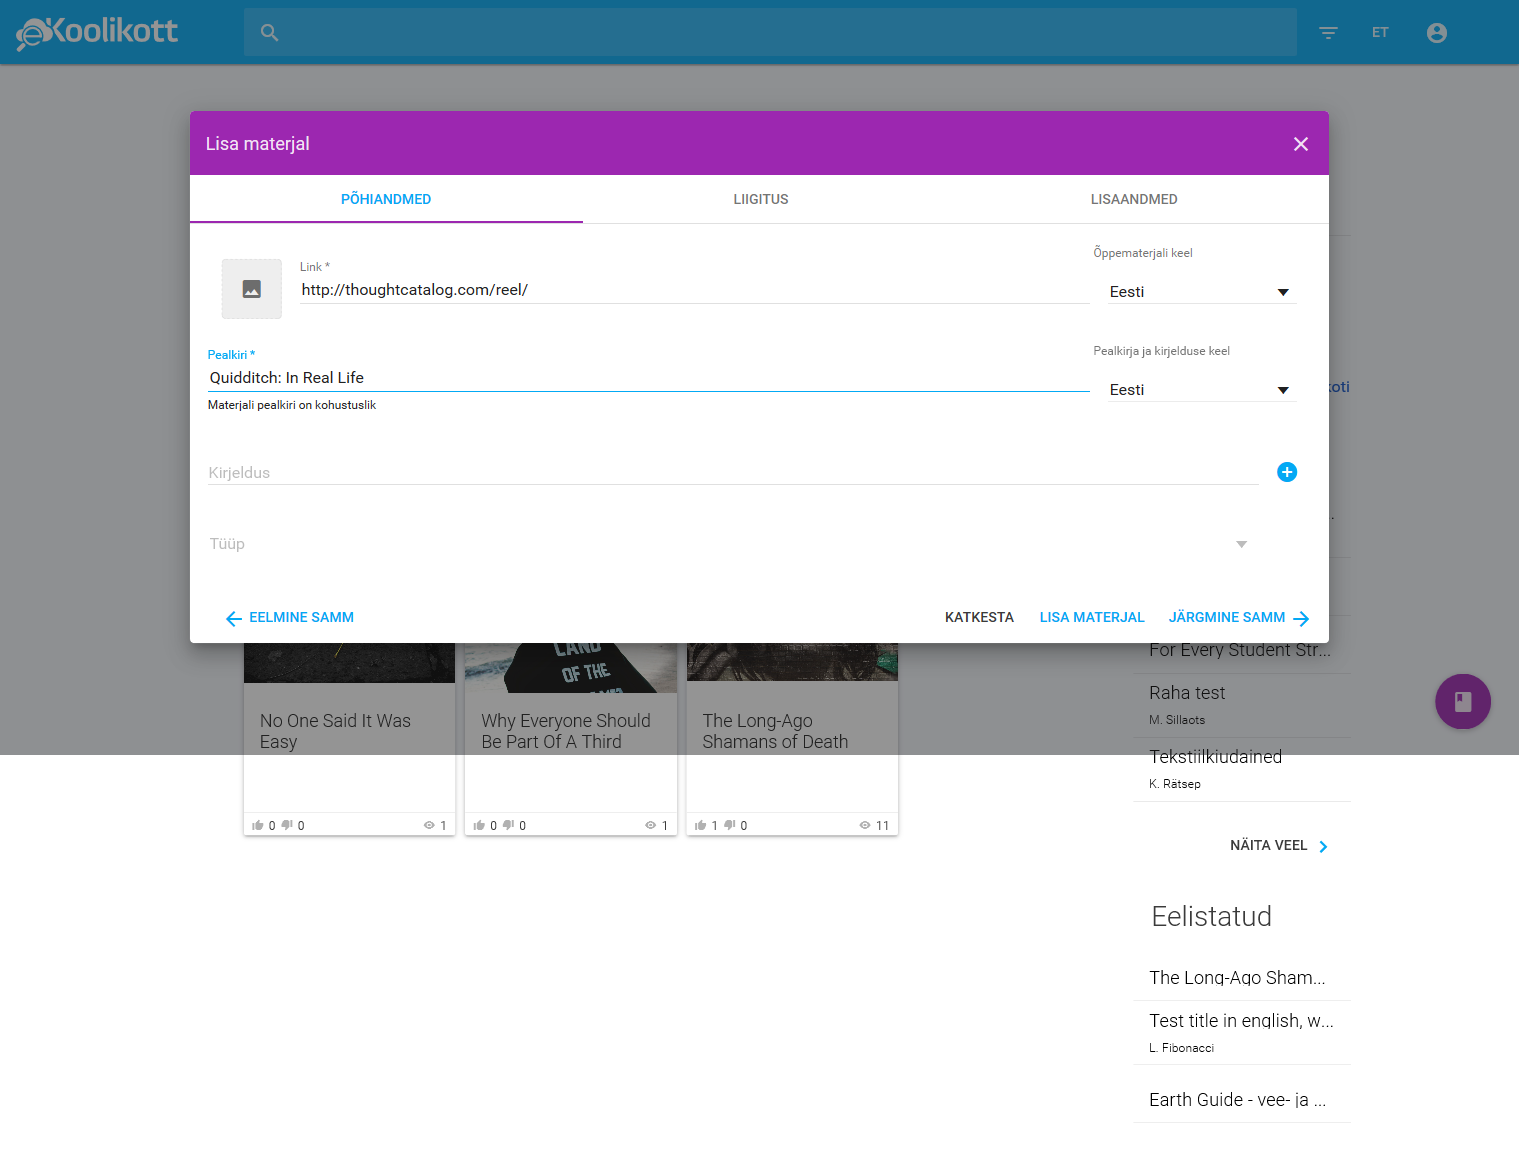 Koolikott
ET
Lisa materjal
PÕHIANDMED
LIIGITUS
LISAANDMED
Link *
http://thoughtcatalog.com/reel/
Õppematerjali keel
Eesti
Pealkiri *
Quidditch: In Real Life
Materjali pealkiri on kohustuslik
Pealkirja ja kirjelduse keel
Eesti
koti
Kirjeldus
Tüüp
EELMINE SAMM
KATKESTA
LISA MATERJAL
JÄRGMINE SAMM
LAND
OF THE
No One Said It Was
Easy
0 0 1
Why Everyone Should
Be Part Of A Third
0 0 1
The Long-Ago
Shamans of Death
1 0 11
For Every Student Str...
Raha test
M. Sillaots
Tekstiilkiudained
K. Rätsep
NÄITA VEEL
Eelistatud
The Long-Ago Sham...
Test title in english, w...
L. Fibonacci
Earth Guide - vee- ja ...